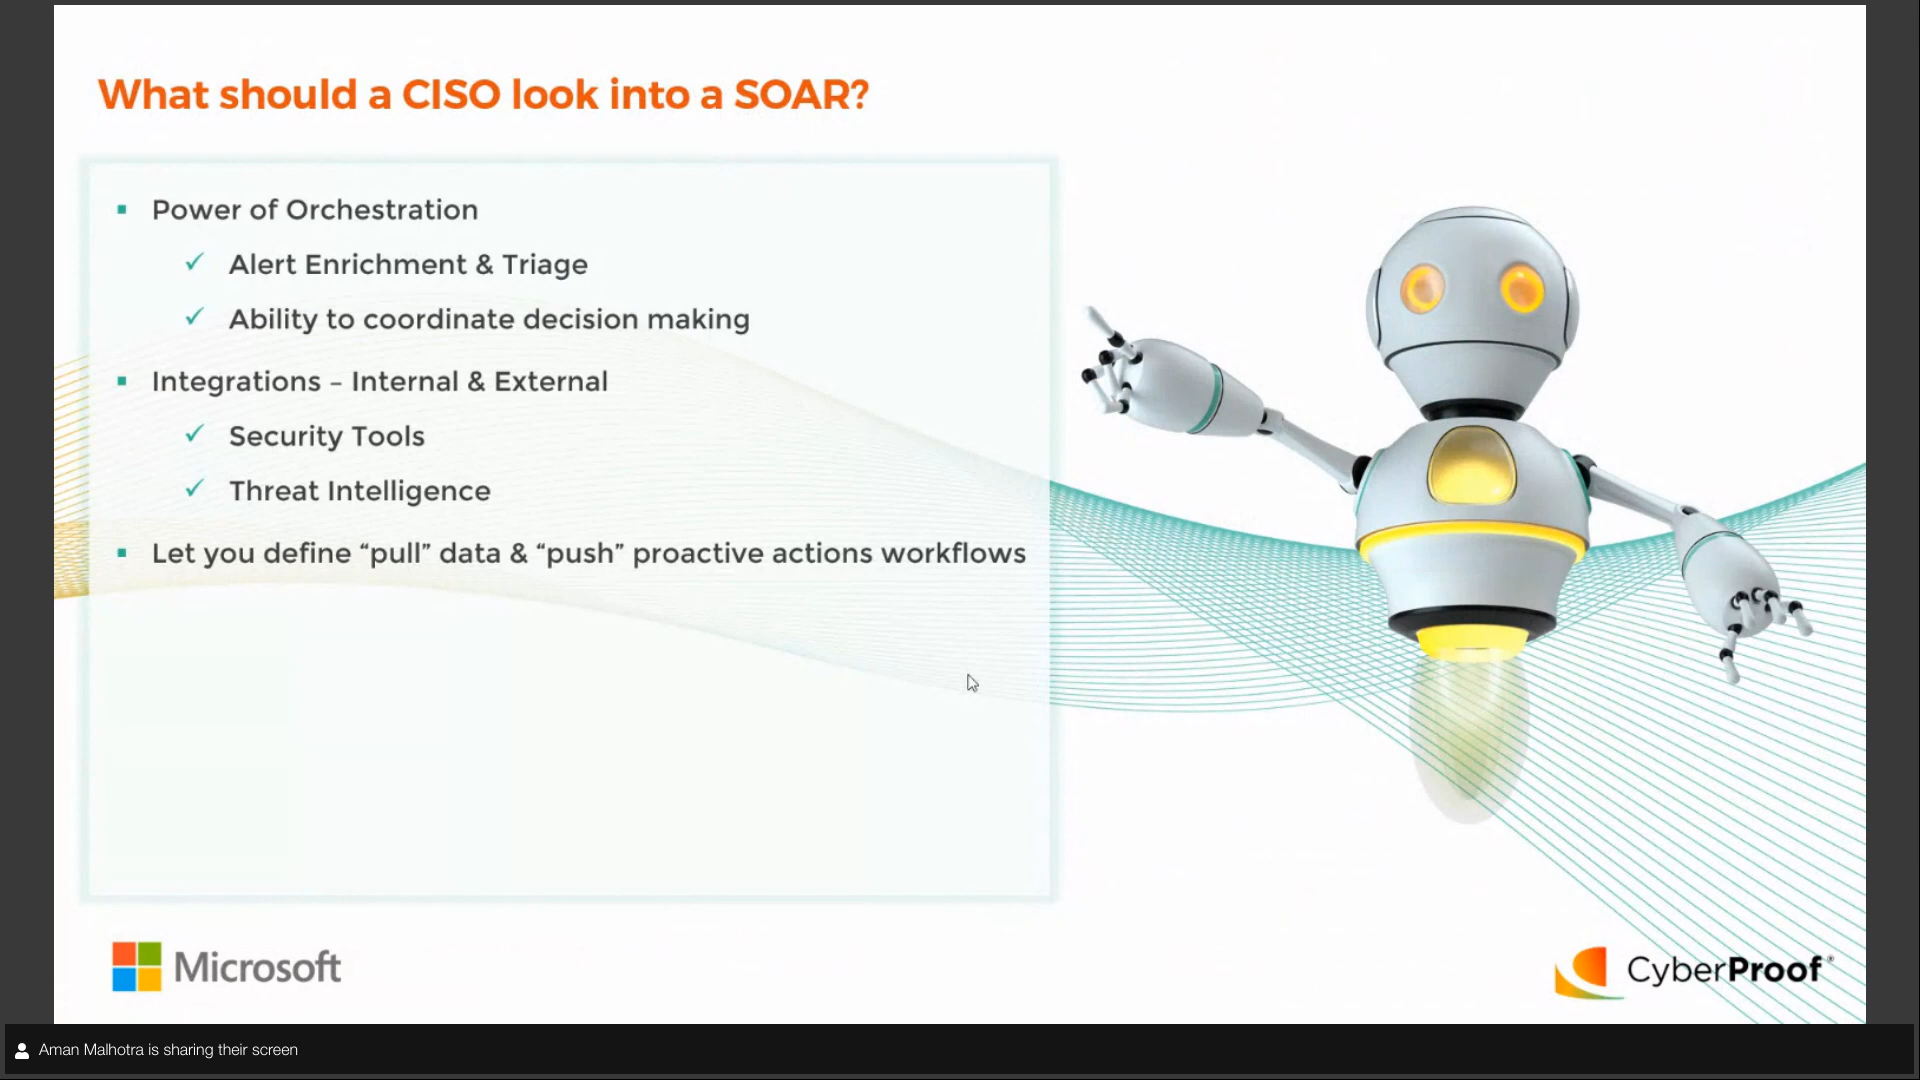 What should a CISO look into a SOAR?
▪ Power of Orchestration
✓ Alert Enrichment & Triage
✓ Ability to coordinate decision making
▪ Integrations – Internal & External
✓ Security Tools
✓ Threat Intelligence
▪ Let you define “pull” data & “push” proactive actions workflows
Microsoft
CyberProof®
Aman Malhotra is sharing their screen